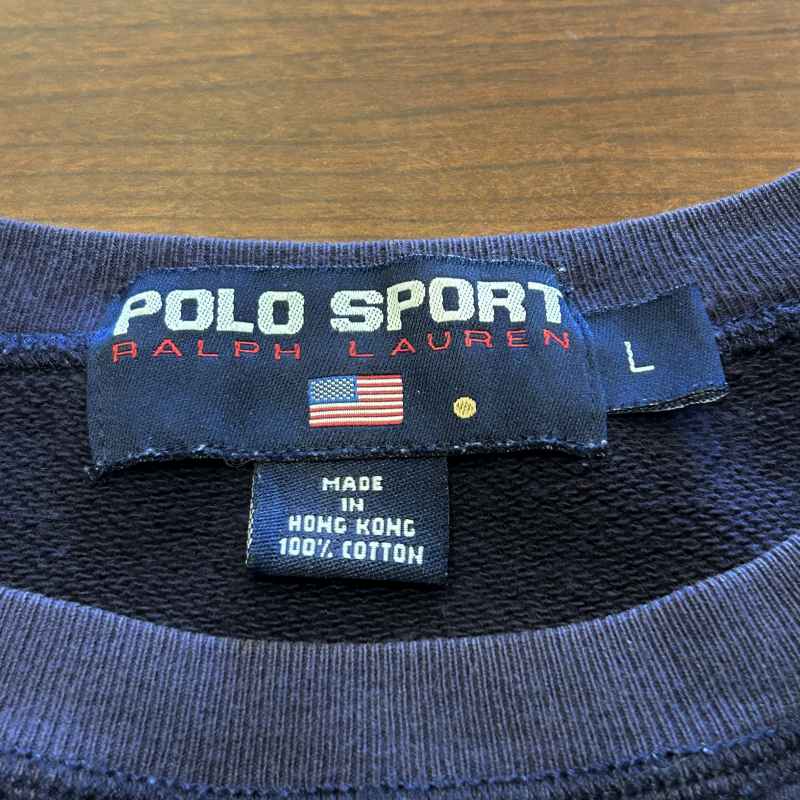 POLO SPORT
RALPH LAUREN
L
MADE
IN
HONG KONG
100% COTTON